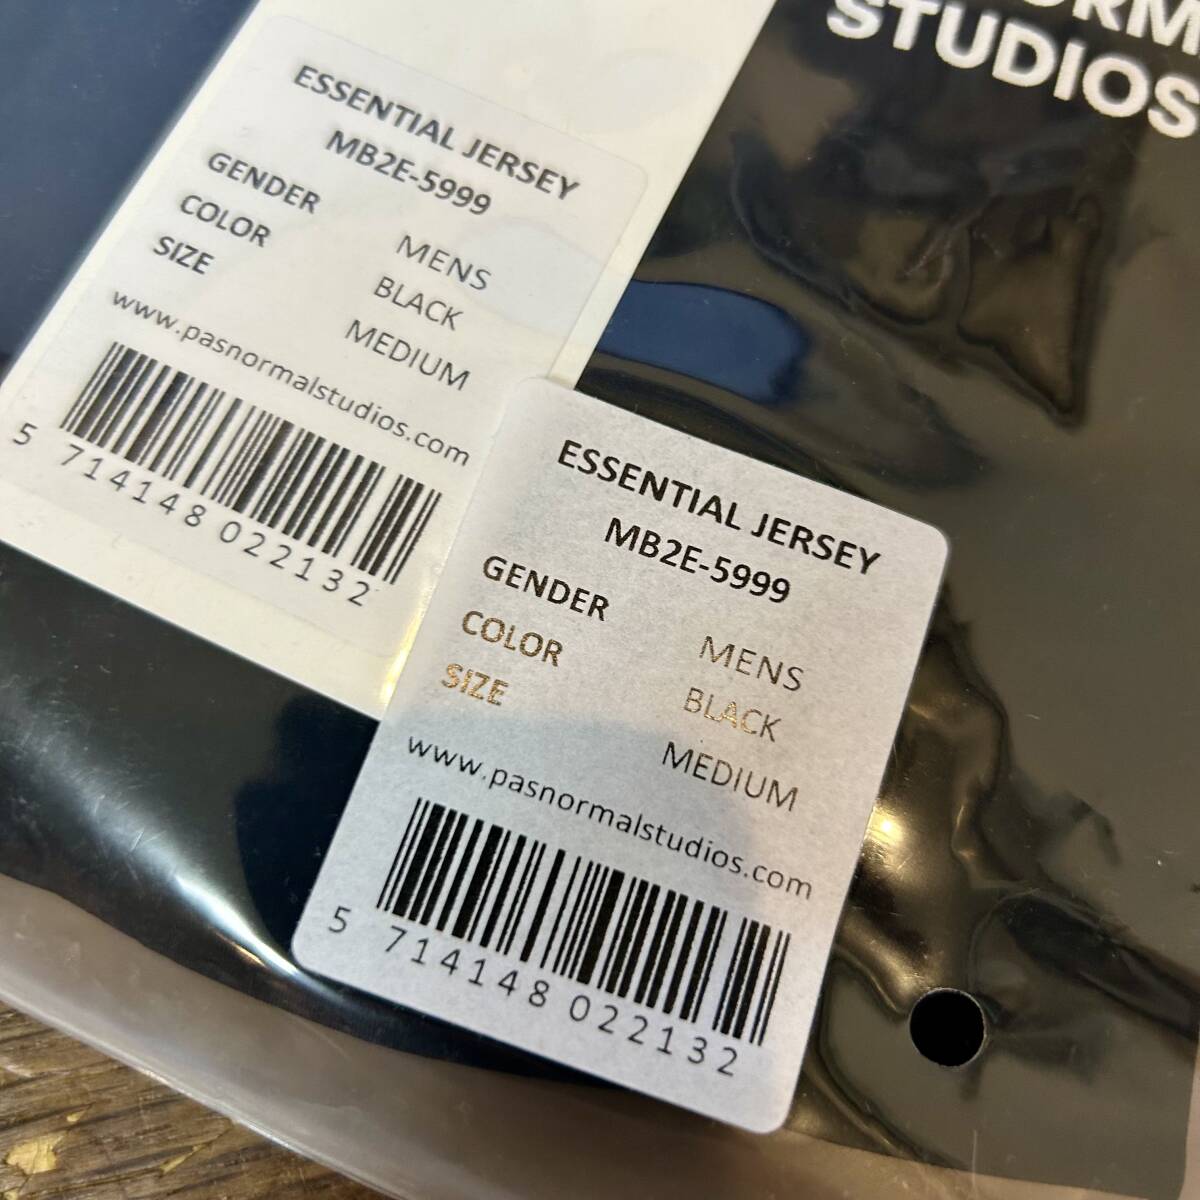 STUDIOS
ESSENTIAL JERSEY
MB2E-5999
GENDER MENS
COLOR BLACK
SIZE MEDIUM
www.pasnormalstudios.com
5 714148 022132
ESSENTIAL JERSEY
MB2E-5999
GENDER MENS
COLOR BLACK
SIZE MEDIUM
www.pasnormalstudios.com
5 714148 022132